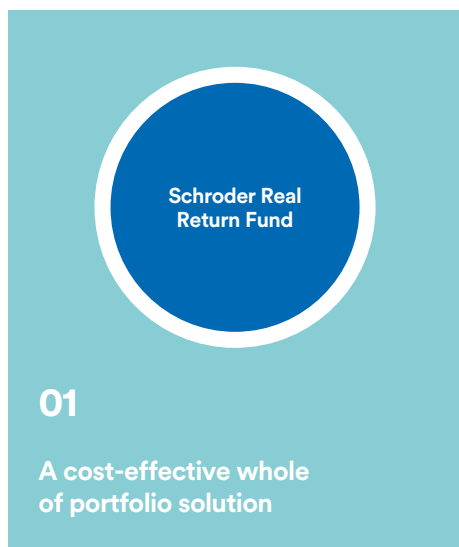 Schroder Real
Return Fund
01
A cost-effective whole
of portfolio solution